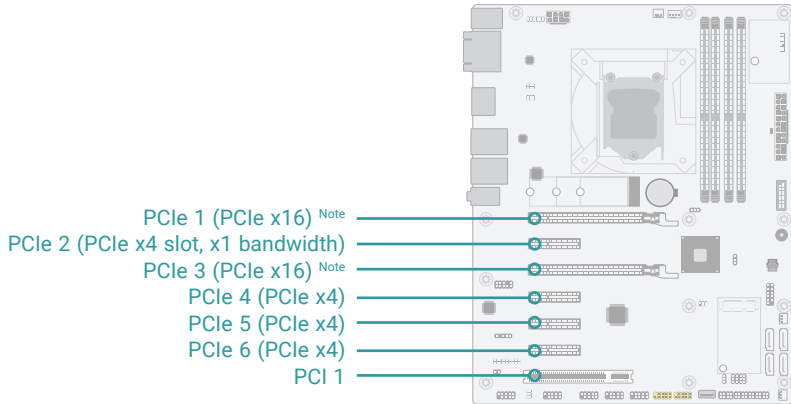 PCIe 1 (PCIe x16) Note
PCIe 2 (PCIe x4 slot, x1 bandwidth)
PCIe 3 (PCIe x16) Note
PCIe 4 (PCIe x4)
PCIe 5 (PCIe x4)
PCIe 6 (PCIe x4)
PCI 1